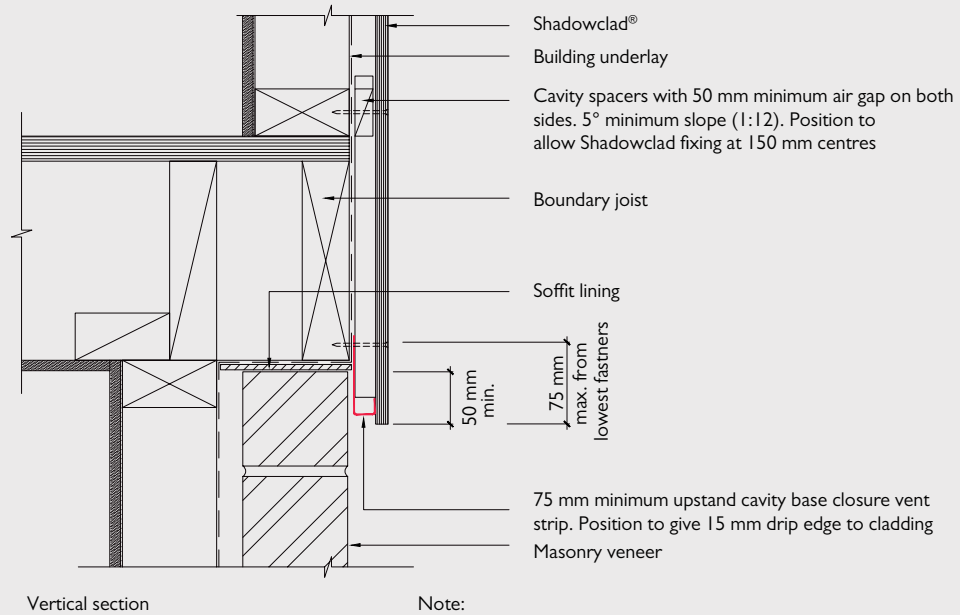 Shadowclad®
Building underlay
Cavity spacers with 50 mm minimum air gap on both
sides. 5° minimum slope (1:12). Position to
allow Shadowclad fixing at 150 mm centres
Boundary joist
Soffit lining
50 mm
min.
75 mm
max. from
lowest fastners
75 mm minimum upstand cavity base closure vent
strip. Position to give 15 mm drip edge to cladding
Masonry veneer
Vertical section
Note: